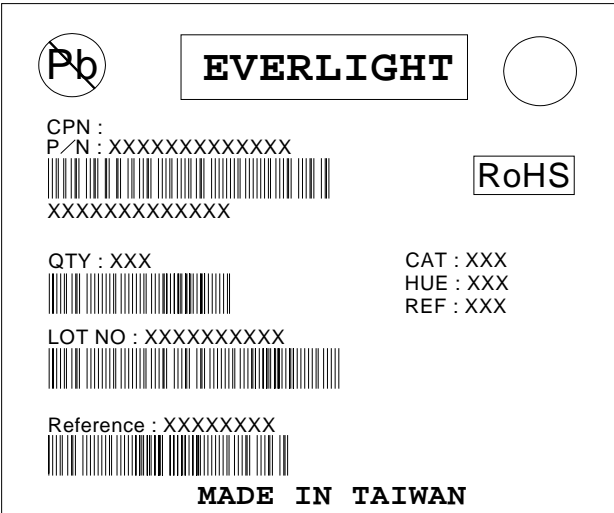 Pb
EVERLIGHT
CPN :
P/N : XXXXXXXXXXXXX
RoHS
XXXXXXXXXXXXX
QTY : XXX
CAT : XXX
HUE : XXX
REF : XXX
LOT NO : XXXXXXXXXX
Reference : XXXXXXXX
MADE IN TAIWAN